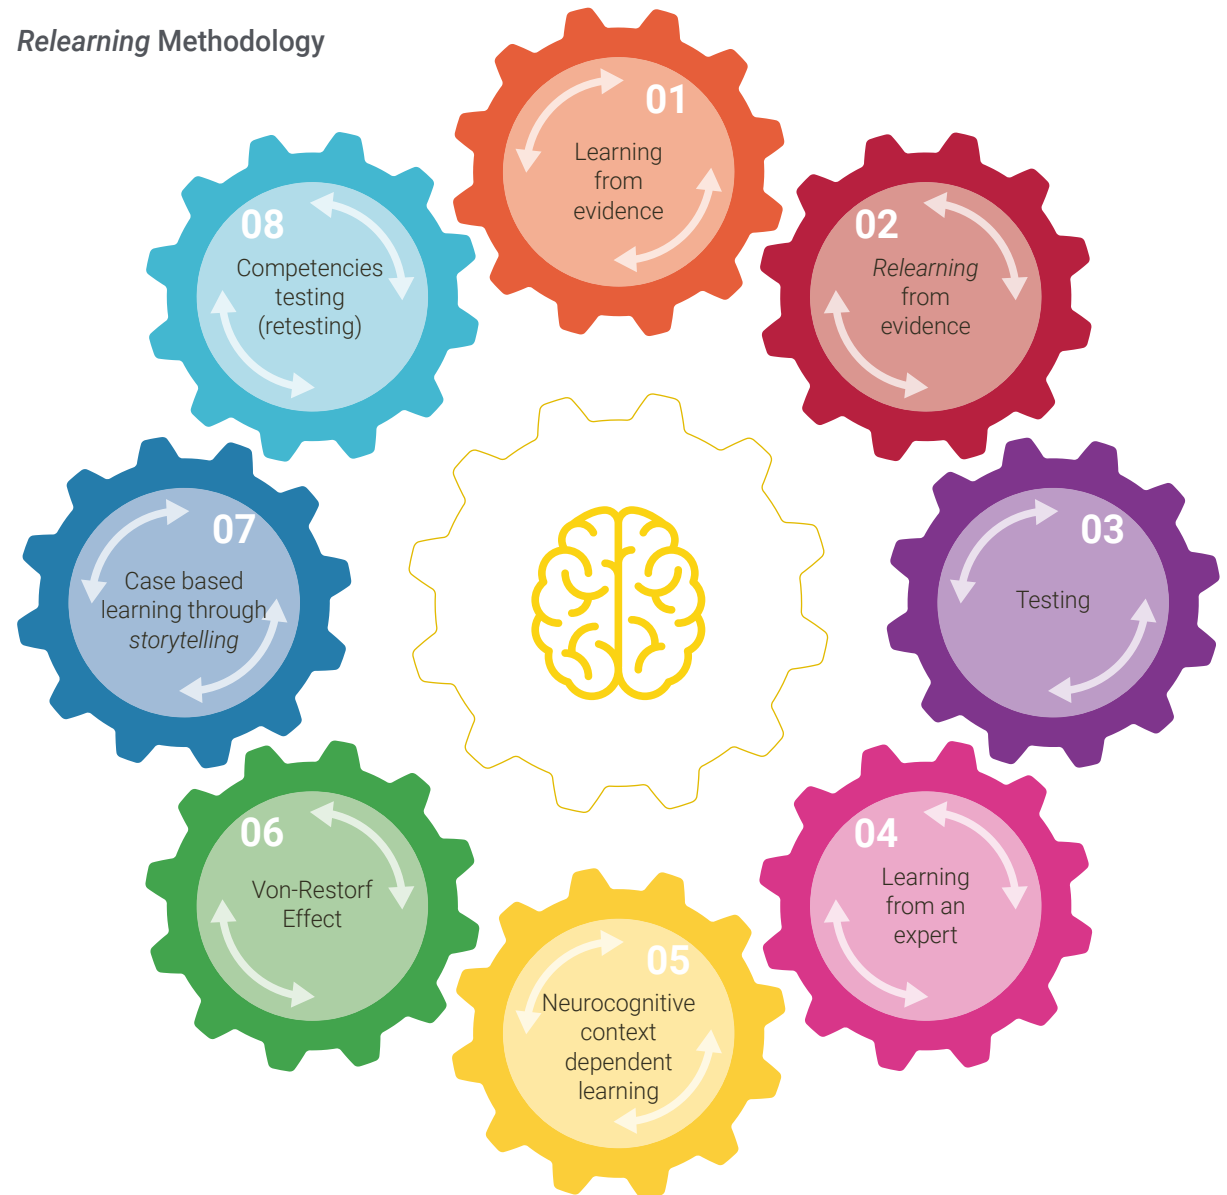 Relearning Methodology
01
Learning
from
evidence
02
Relearning
from
evidence
03
Testing
04
Learning
from an
expert
05
Neurocognitive
context
dependent
learning
06
Von-Restorf
Effect
07
Case based
learning through
storytelling
08
Competencies
testing
(retesting)